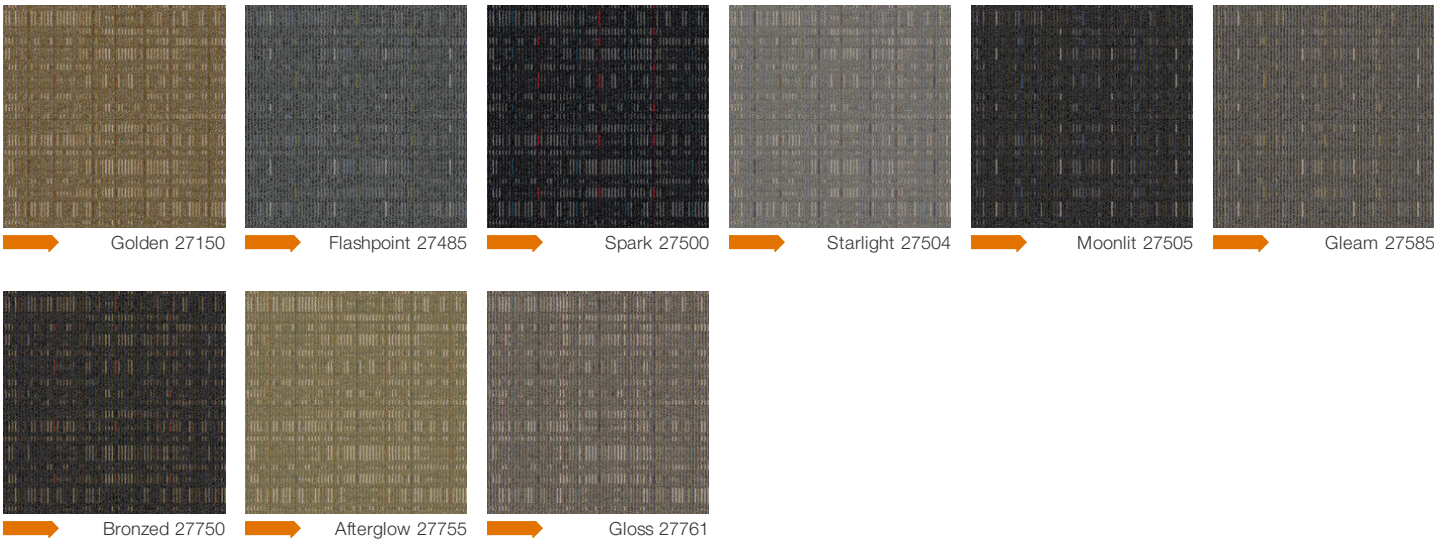 Golden 27150
Flashpoint 27485
Spark 27500
Starlight 27504
Moonlit 27505
Gleam 27585
Bronzed 27750
Afterglow 27755
Gloss 27761